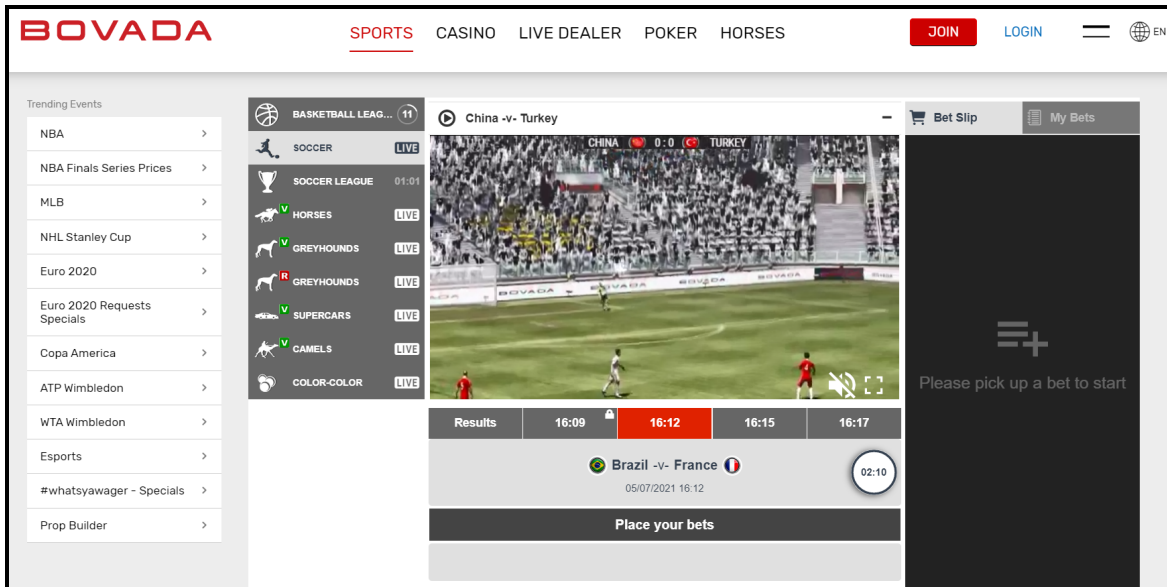 BOVADA
SPORTS CASINO LIVE DEALER POKER HORSES
JOIN LOGIN EN
Trending Events
NBA
NBA Finals Series Prices
MLB
NHL Stanley Cup
Euro 2020
Euro 2020 Requests
Specials
Copa America
ATP Wimbledon
WTA Wimbledon
Esports
#whatsyawager - Specials
Prop Builder
BASKETBALL LEAG... 11
SOCCER LIVE
SOCCER LEAGUE 01:01
V HORSES LIVE
V GREYHOUNDS LIVE
R GREYHOUNDS LIVE
V SUPERCARS LIVE
V CAMELS LIVE
COLOR-COLOR LIVE
China -v- Turkey
CHINA 0:0 TURKEY
BOVADA BOVADA BOVADA
Results 16:09 16:12 16:15 16:17
Brazil -v- France
05/07/2021 16:12
02:10
Place your bets
Bet Slip My Bets
Please pick up a bet to start